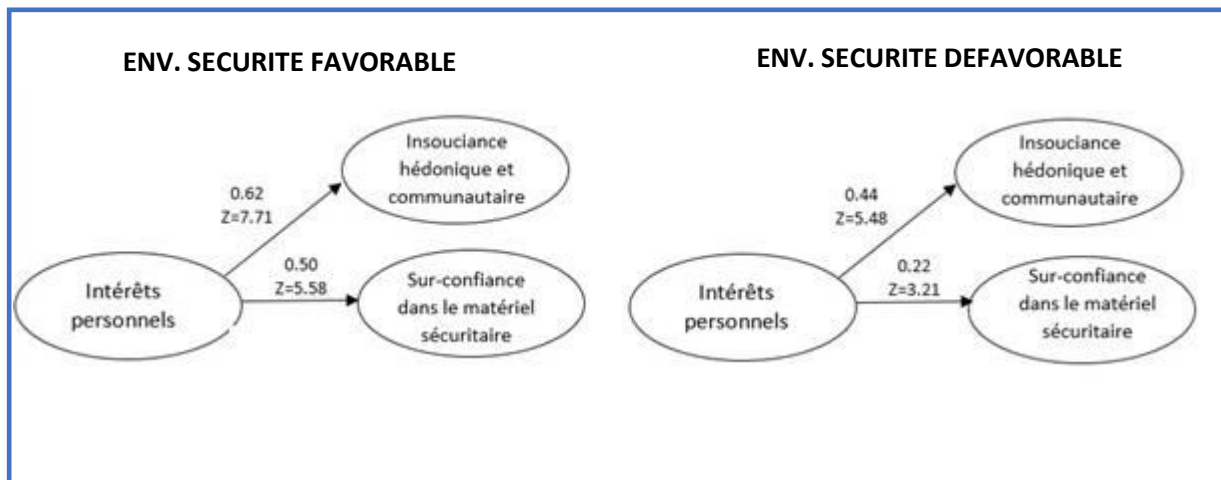 ENV. SECURITE FAVORABLE
Insouciance
hédonique et
communautaire
0.62
Z=7.71
Intérêts
personnels
0.50
Z=5.58
Sur-confiance
dans le matériel
sécuritaire
ENV. SECURITE DEFAVORABLE
Insouciance
hédonique et
communautaire
0.44
Z=5.48
Intérêts
personnels
0.22
Z=3.21
Sur-confiance
dans le matériel
sécuritaire